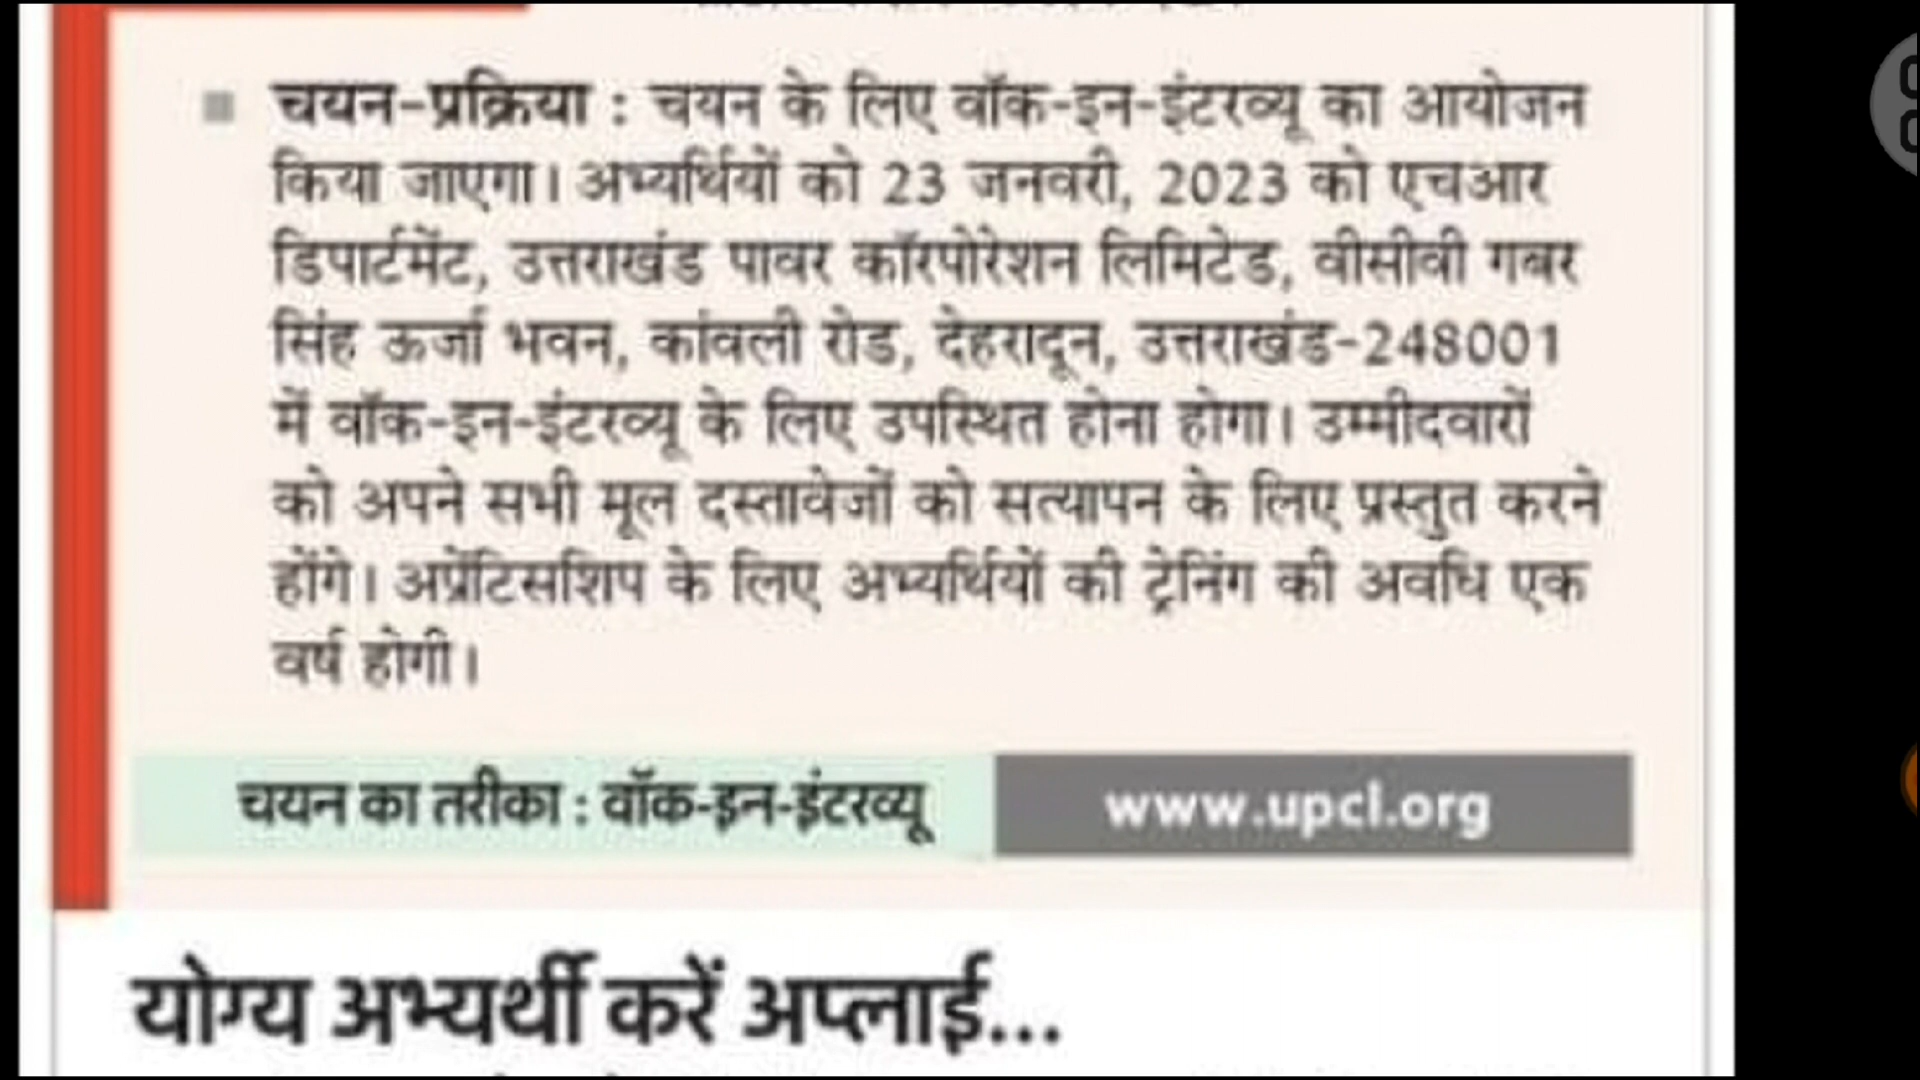 चयन-प्रक्रिया : चयन के लिए वॉक-इन-इंटरव्यू का आयोजन
किया जाएगा। अभ्यर्थियों को 23 जनवरी, 2023 को एचआर
डिपार्टमेंट, उत्तराखंड पावर कॉरपोरेशन लिमिटेड, वीसीवी गबर
सिंह ऊर्जा भवन, कांवली रोड, देहरादून, उत्तराखंड-248001
में वॉक-इन-इंटरव्यू के लिए उपस्थित होना होगा। उम्मीदवारों
को अपने सभी मूल दस्तावेजों को सत्यापन के लिए प्रस्तुत करने
होंगे। अप्रेंटिसशिप के लिए अभ्यर्थियों की ट्रेनिंग की अवधि एक
वर्ष होगी।
चयन का तरीका : वॉक-इन-इंटरव्यू
www.upcl.org
योग्य अभ्यर्थी करें अप्लाई...